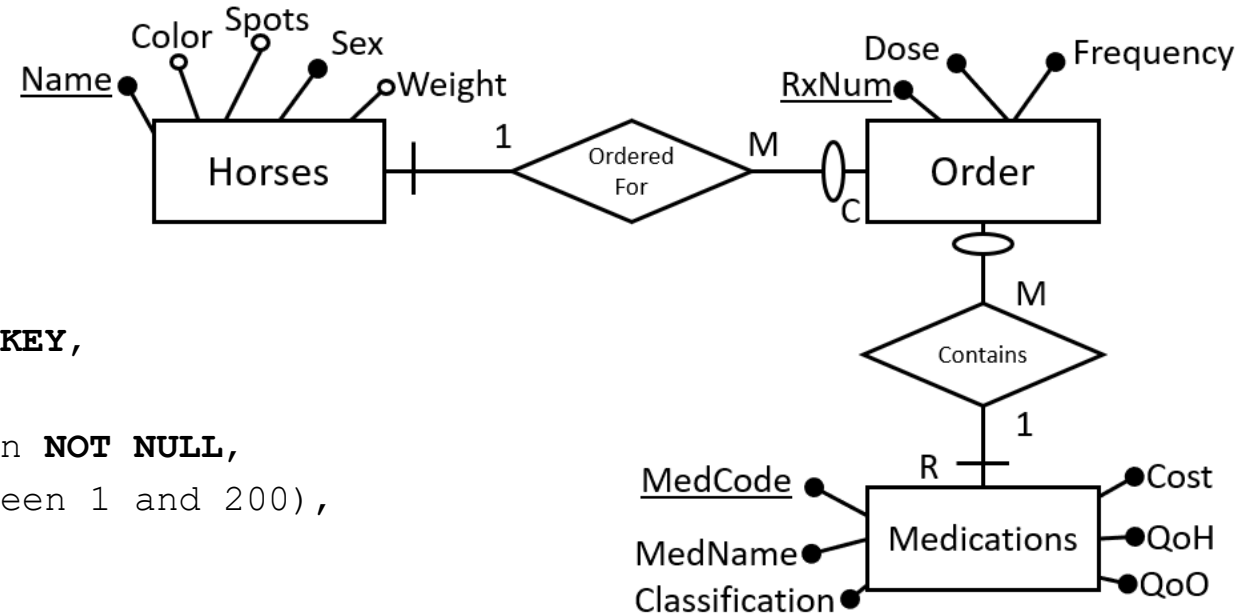 Spots
Color
Sex
Name
Weight
Dose
Frequency
RxNum
Horses
1
Ordered
For
M
C
Order
M
Contains
1
R
KEY,
n NOT NULL,
een 1 and 200),
MedCode
MedName
Classification
Medications
Cost
QoH
QoO